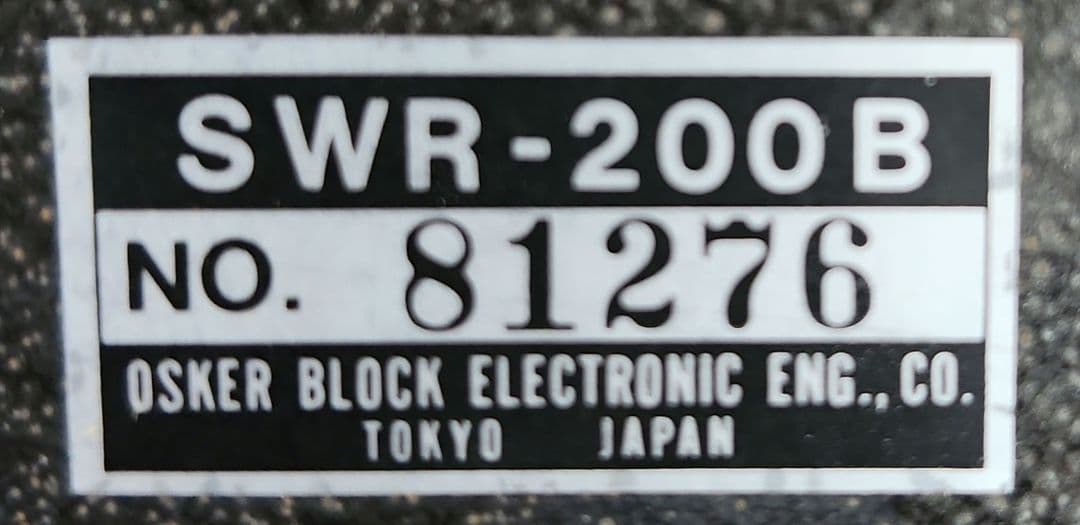 SWR-200B
NO. 81276
OSKER BLOCK ELECTRONIC ENG., CO.
TOKYO JAPAN